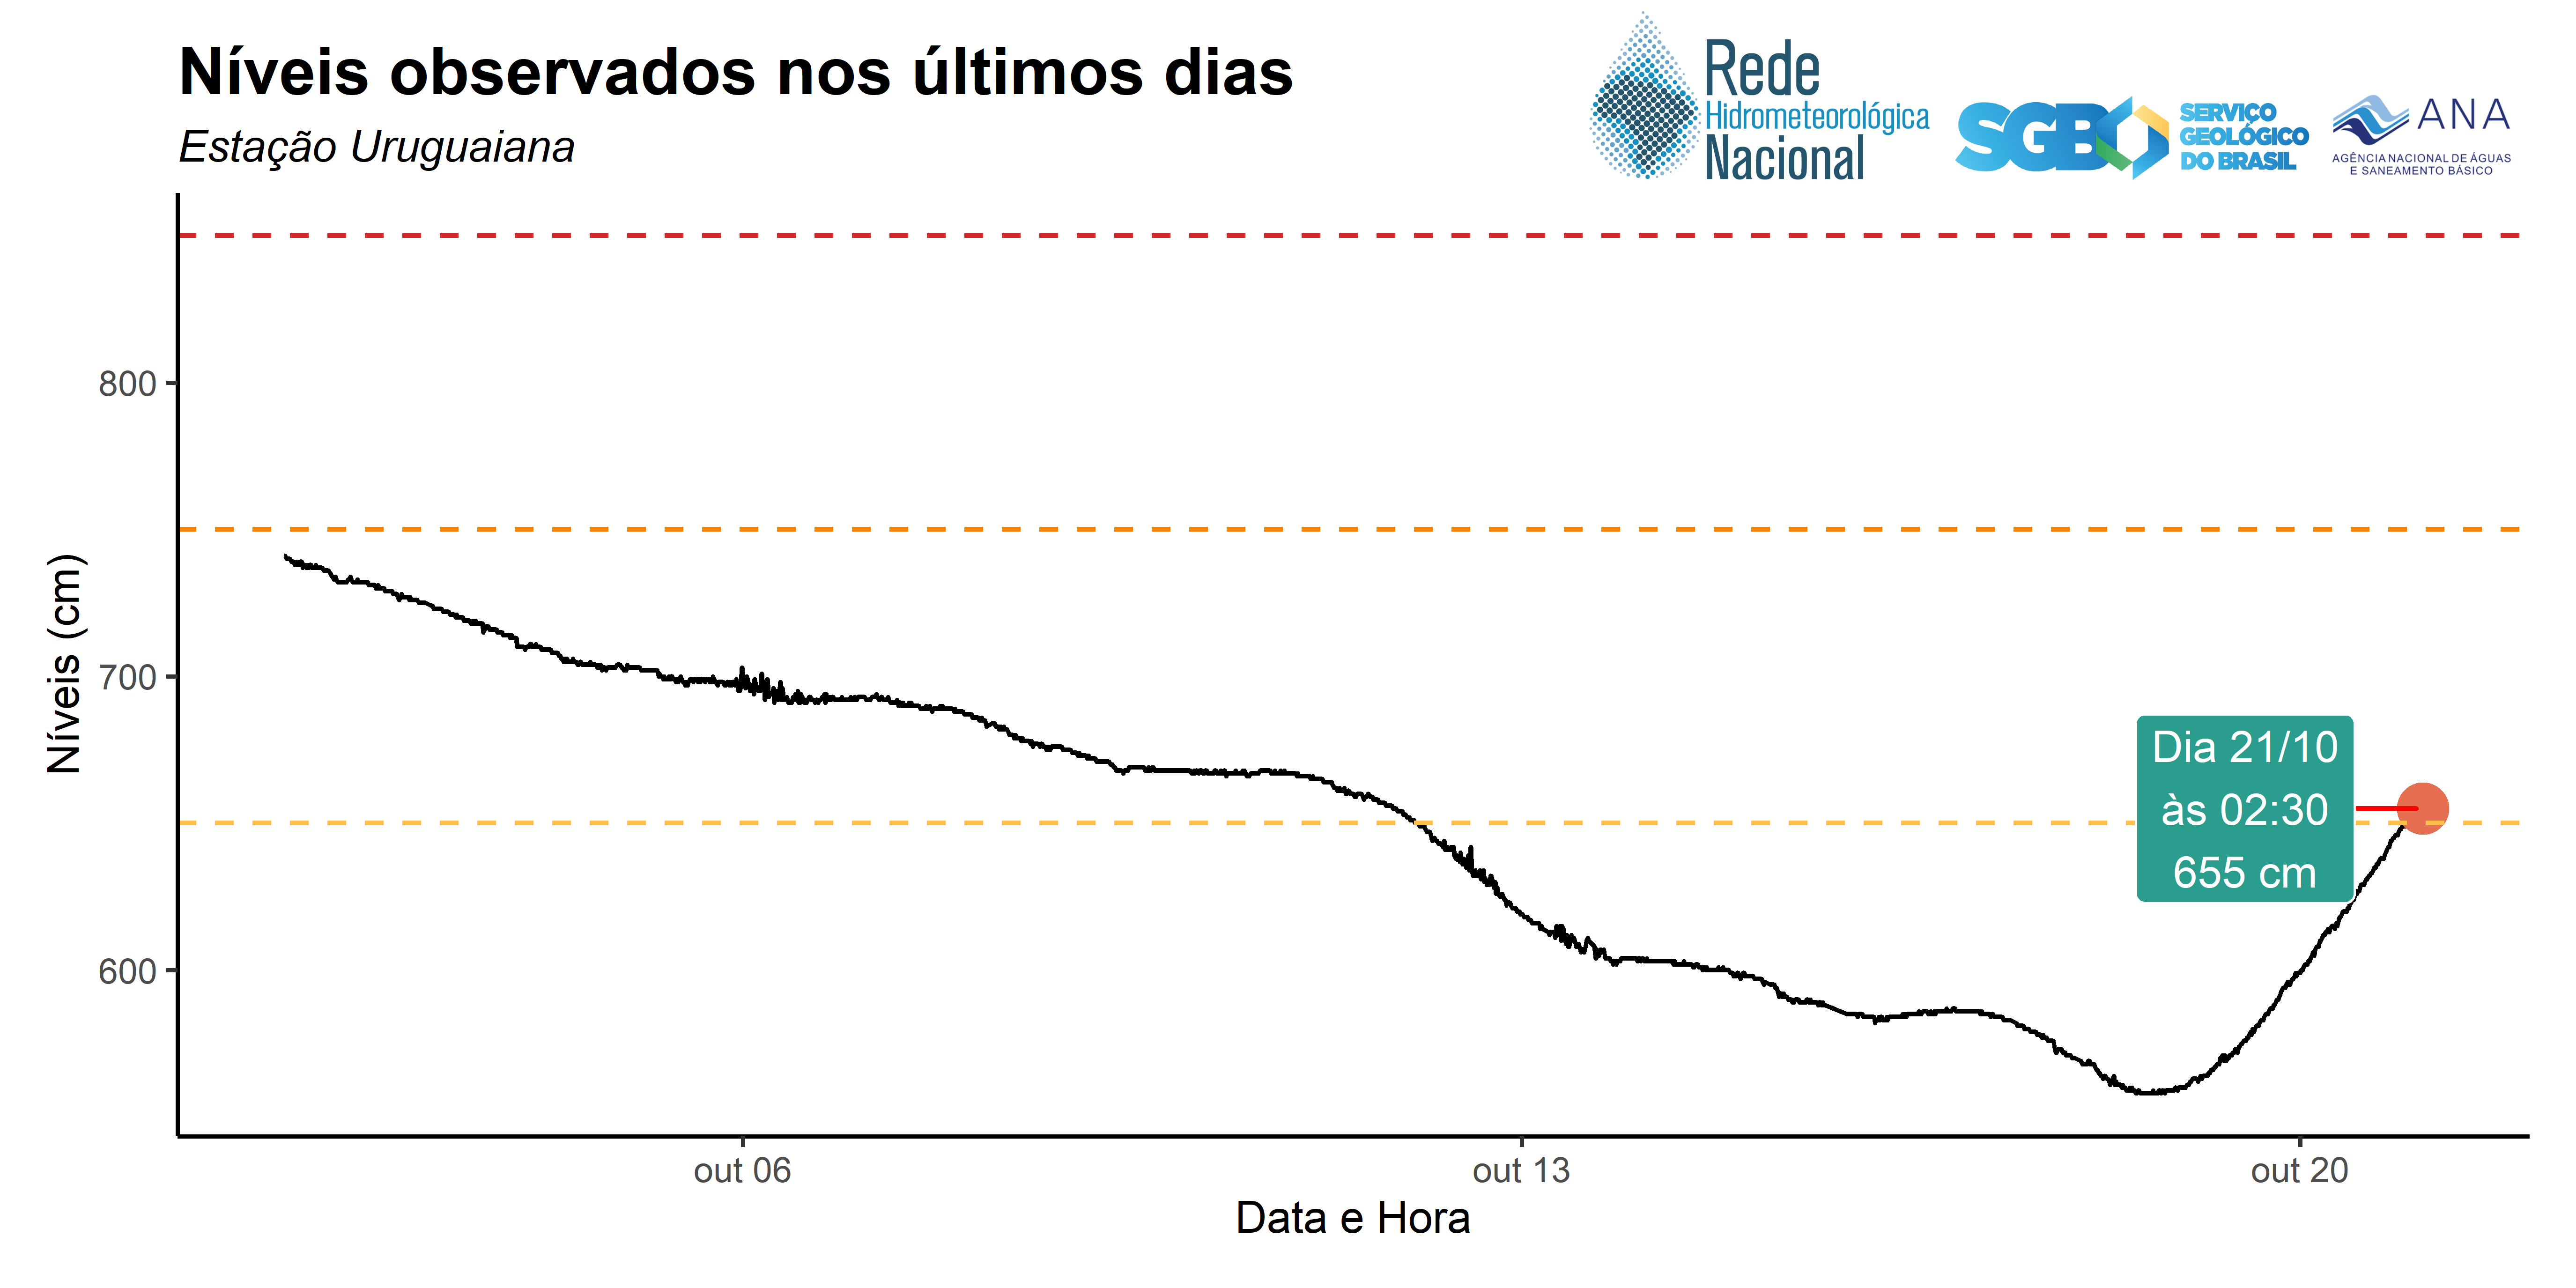 Níveis observados nos últimos dias
Estação Uruguaiana
Rede
Hidrometeorológica
Nacional
SGB
SERVIÇO
GEOLÓGICO
DO BRASIL
ANA
AGÊNCIA NACIONAL DE ÁGUAS
E SANEAMENTO BÁSICO
Níveis (cm)
800
700
600
Dia 21/10
às 02:30
655 cm
out 06
out 13
out 20
Data e Hora